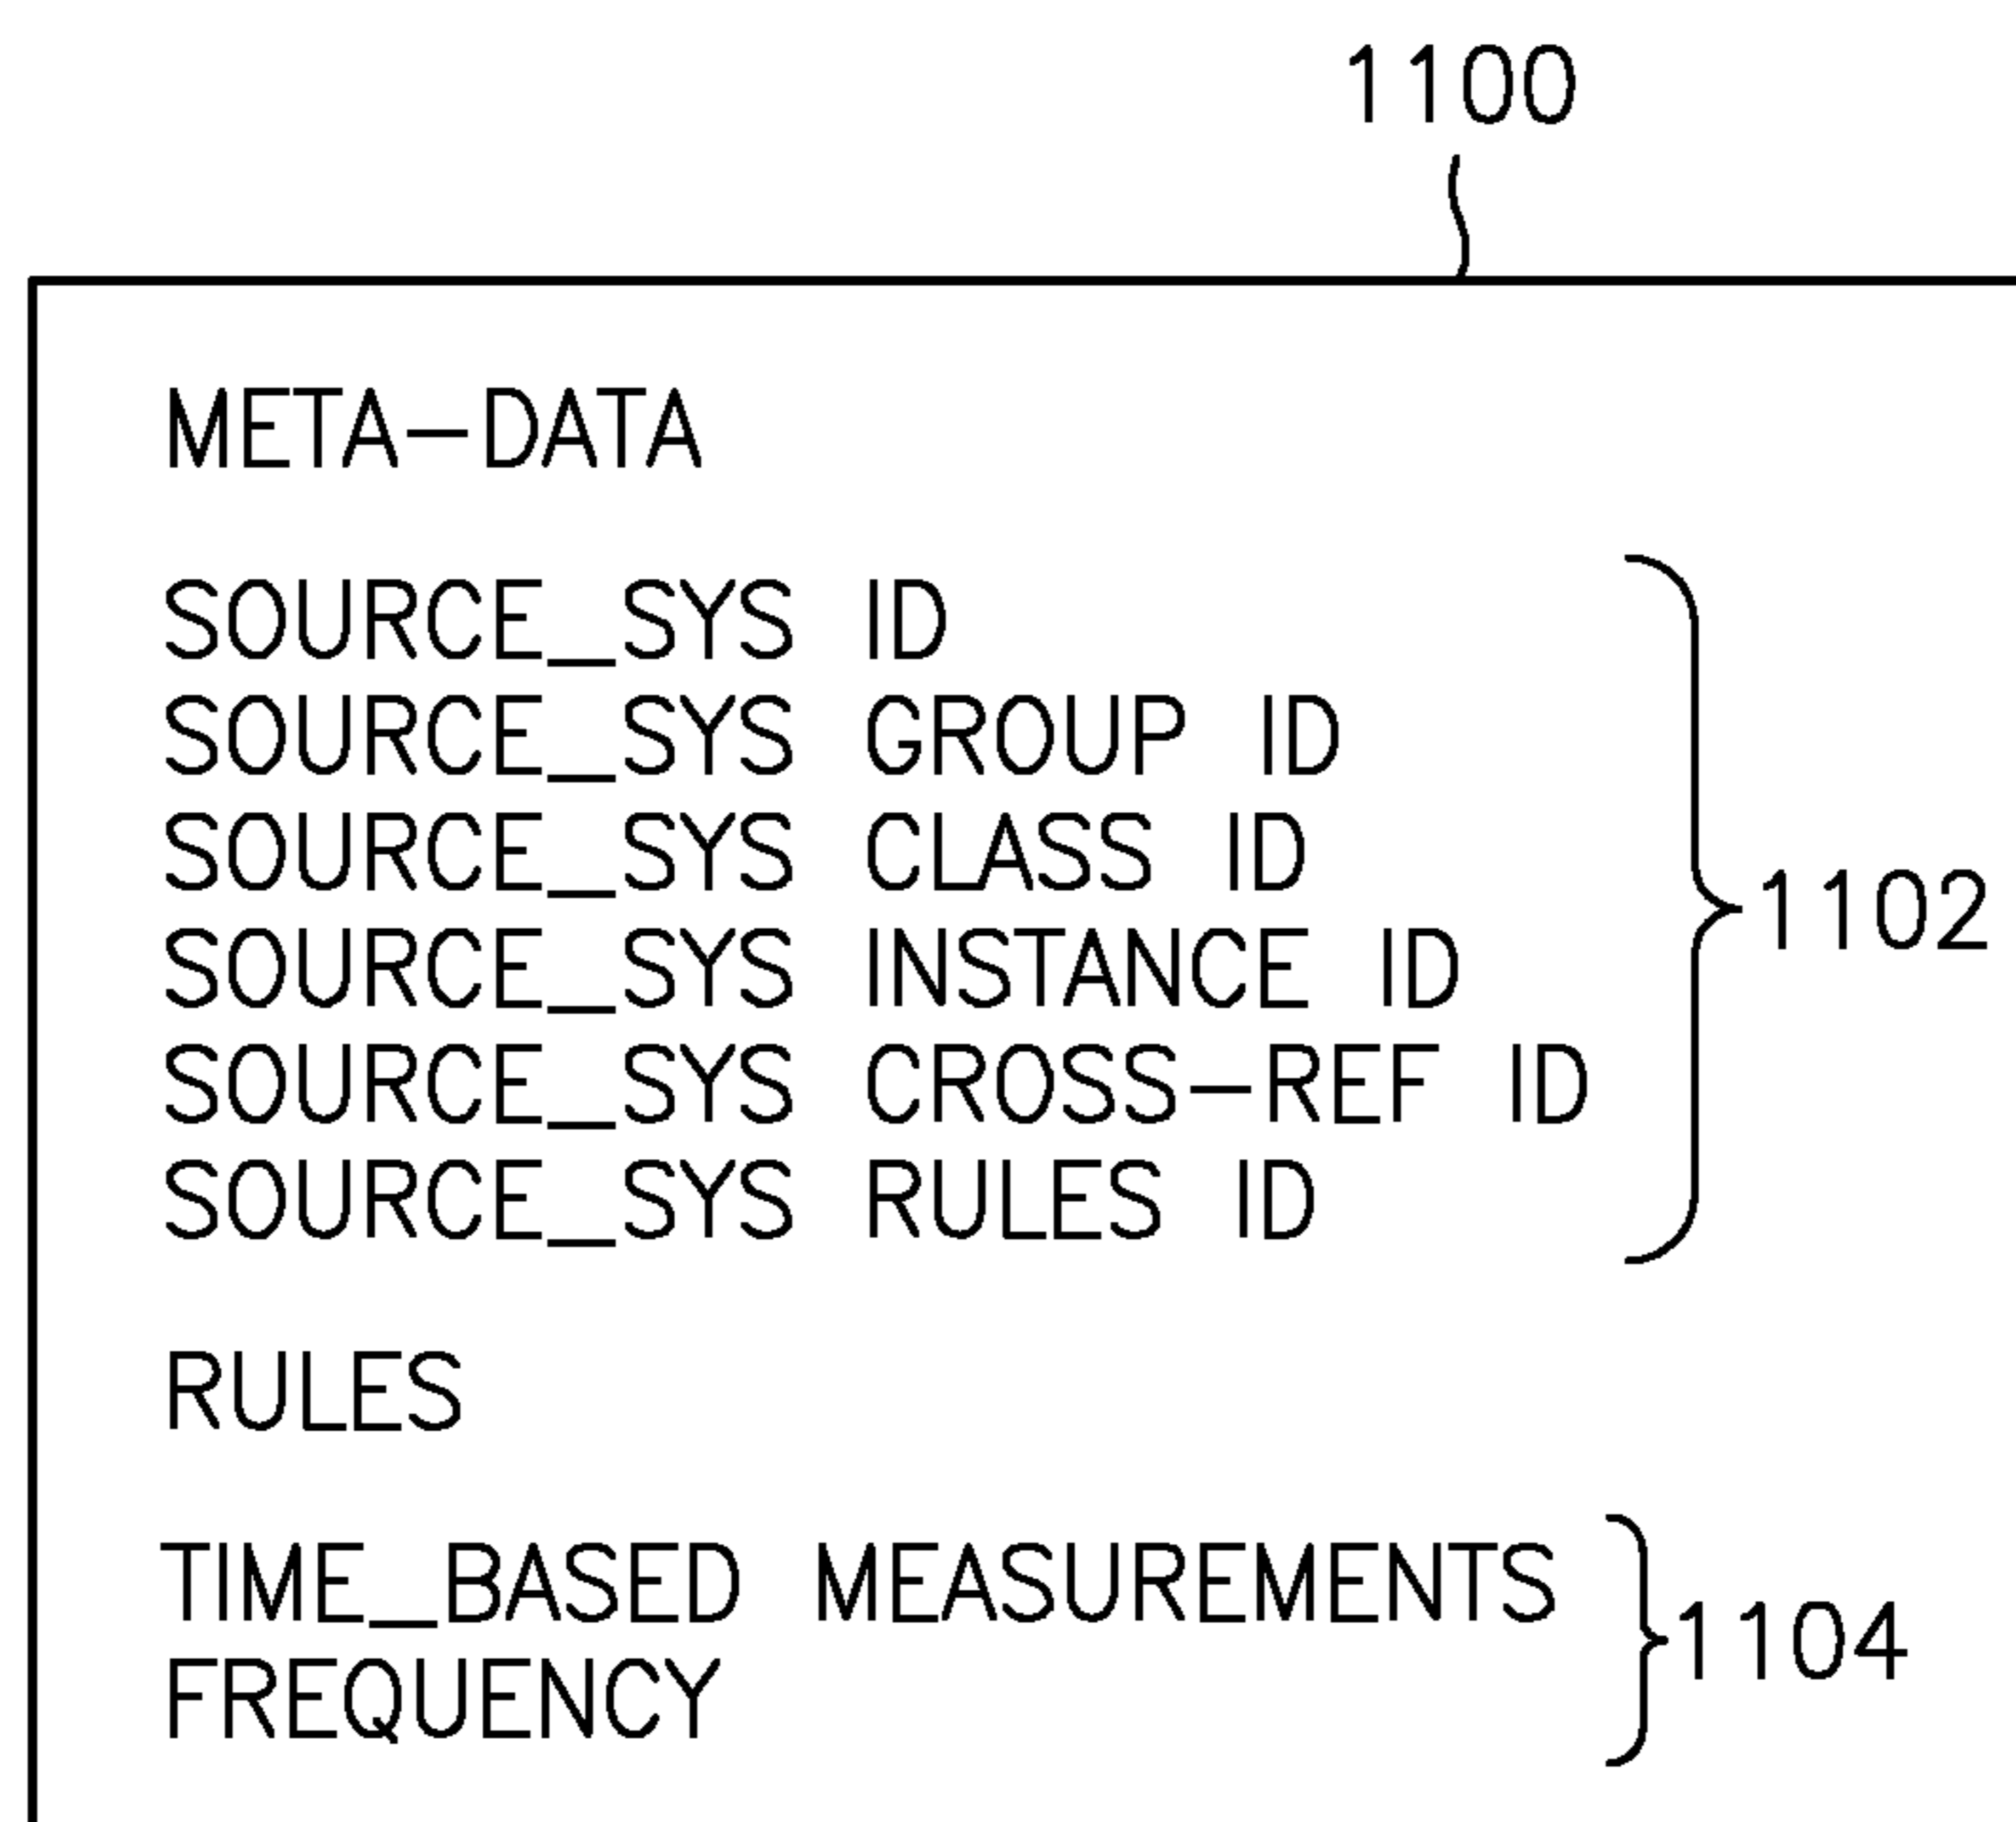 1100
META-DATA
SOURCE_SYS ID
SOURCE_SYS GROUP ID
SOURCE_SYS CLASS ID
SOURCE_SYS INSTANCE ID
SOURCE_SYS CROSS-REF ID
SOURCE_SYS RULES ID
1102
RULES
TIME_BASED MEASUREMENTS
FREQUENCY
1104